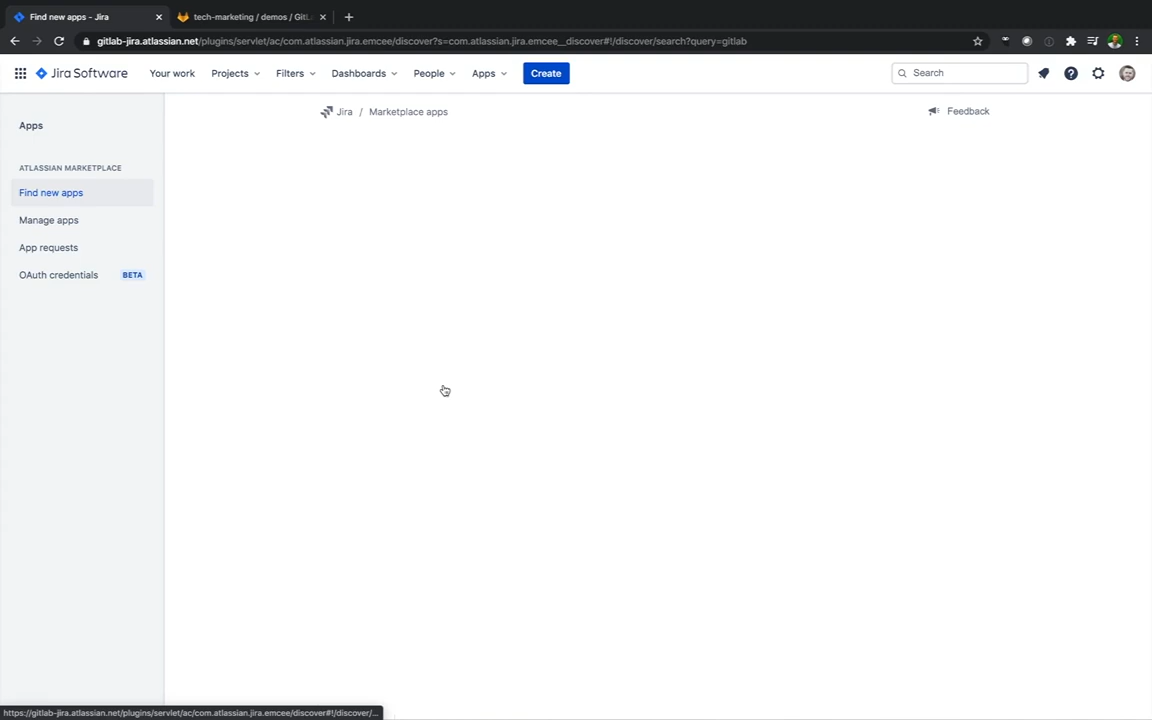 Find new apps - Jira
tech-marketing / demos / GitL
gitlab-jira.atlassian.net/plugins/servlet/ac/com.atlassian.jira.emcee/discover?s=com.atlassian.jira.emcee__discover#!/discover/search?query=gitlab
Jira Software
Your work
Projects
Filters
Dashboards
People
Apps
Create
Search
Apps
Jira / Marketplace apps
Feedback
ATLASSIAN MARKETPLACE
Find new apps
Manage apps
App requests
OAuth credentials BETA
https://gitlab-jira.atlassian.net/plugins/servlet/ac/com.atlassian.jira.emcee/discover#!/discover/...